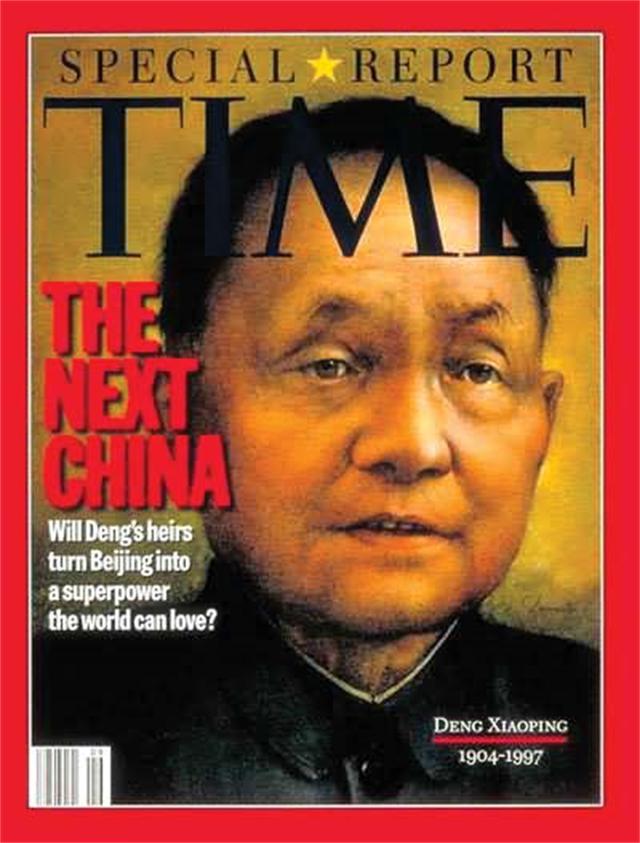 SPECIAL★REPORT
TIME
THE
NEXT
CHINA
Will Deng's heirs
turn Beijing into
a superpower
the world can love?
DENG XIAOPING
1904-1997